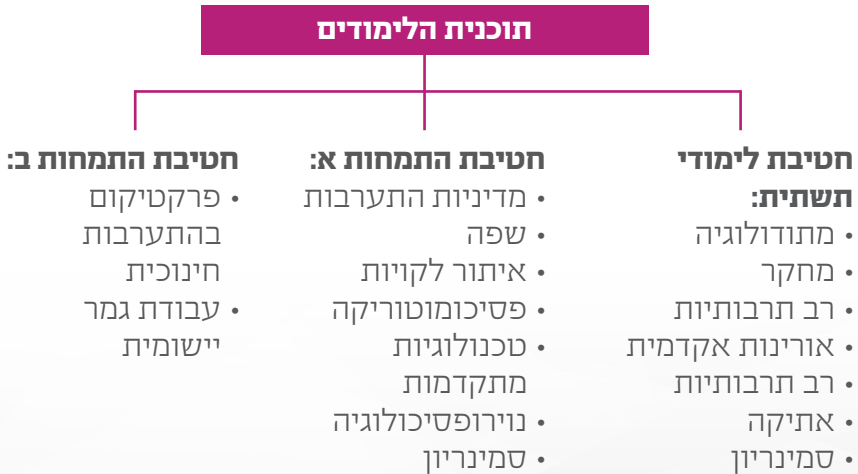 תוכנית הלימודים
חטיבת לימודי
תשתית:
• מתודולוגיה
• מחקר
• רב תרבותיות
• אורינות אקדמית
• רב תרבותיות
• אתיקה
• סמינריון
חטיבת התמחות א:
• מדיניות התערבות
• שפה
• איתור לקויות
• פסיכומוטוריקה
• טכנולוגיות
מתקדמות
• נוירופסיכולוגיה
• סמינריון
חטיבת התמחות ב:
• פרקטיקום
בהתערבות
חינוכית
• עבודת גמר
יישומית